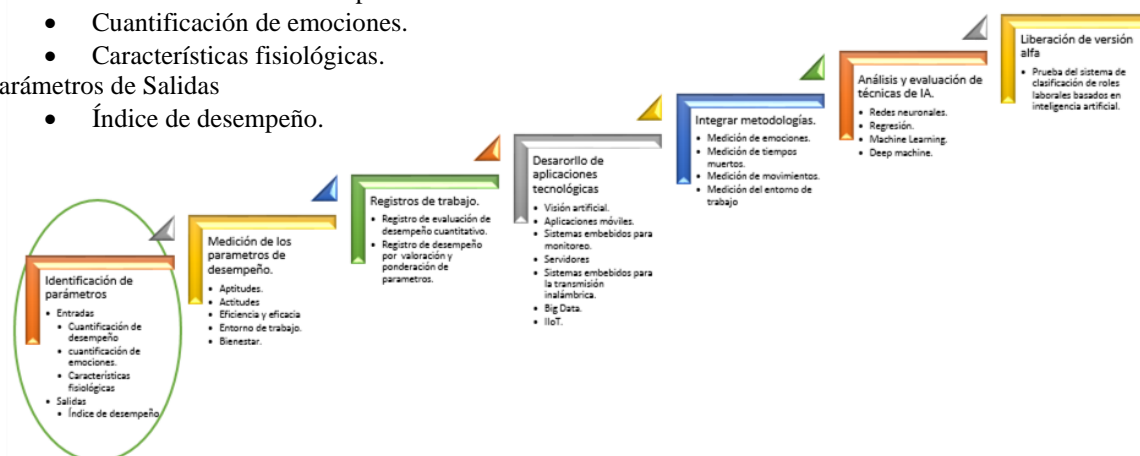 • Cuantificación de emociones.
• Características fisiológicas.
arámetros de Salidas
• Índice de desempeño.
Identificación de
parámetros
• Entradas
• Cuantificación de
desempeño
• cuantificación de
emociones.
• Características
fisiológicas
• Salidas
• Índice de desempeño
Medición de los
parametros de
desempeño.
• Aptitudes.
• Actitudes
• Eficiencia y eficacia
• Entorno de trabajo.
• Bienestar.
Registros de trabajo.
• Registro de evaluación de
desempeño cuantitativo.
• Registro de desempeño
por valoración y
ponderación de
parametros.
Desarorllo de
aplicaciones
tecnológicas
• Visión artificial.
• Aplicaciones móviles.
• Sistemas embebidos para
monitoreo.
• Servidores
• Sistemas embebidos para
la transmisión
inalámbrica.
• Big Data.
• IIoT.
Integrar metodologías.
• Medición de emociones.
• Medición de tiempos
muertos.
• Medición de movimientos.
• Medición del entorno de
trabajo
Análisis y evaluación de
técnicas de IA.
• Redes neuronales.
• Regresión.
• Machine Learning.
• Deep machine.
Liberación de versión
alfa
• Prueba del sistema de
clasificación de roles
laborales basados en
inteligencia artificial.